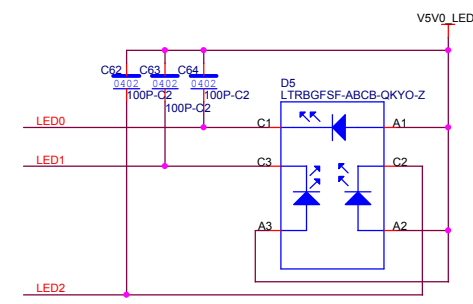 V5V0_LED
C62 C63 C64
0402 0402 0402
100P-C2 100P-C2
100P-C2
D5
LTRBGFSF-ABCB-QKYO-Z
LED0 C1 A1
LED1 C3 C2
A3 A2
LED2